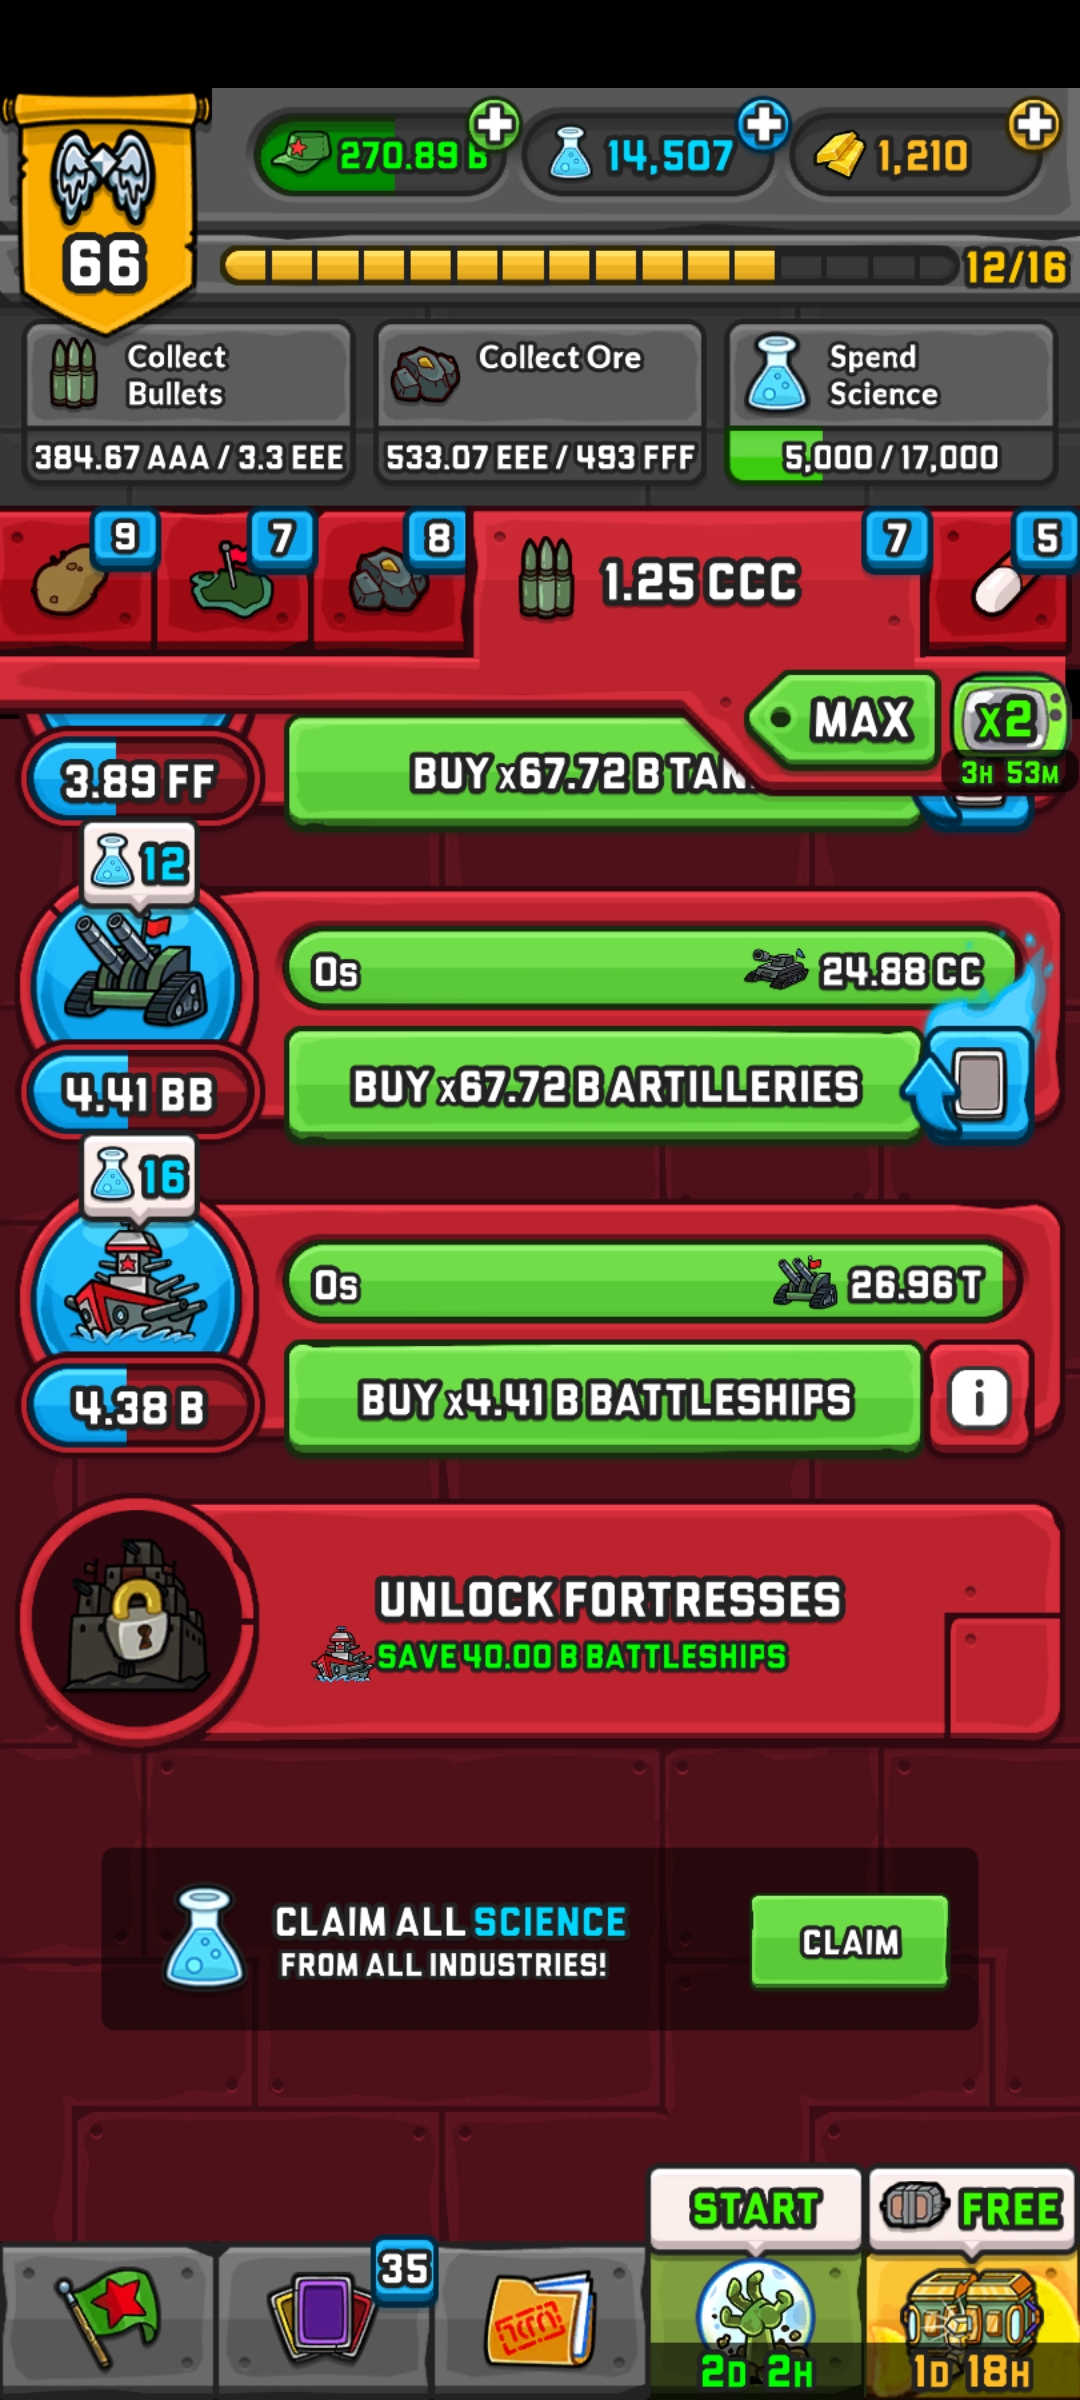 270.89 B
14,507
1,210
66
12/16
Collect Bullets
384.67 AAA / 3.3 EEE
Collect Ore
533.07 EEE / 493 FFF
Spend Science
5,000 / 17,000
9
7
8
1.25 CCC
7
5
MAX
x2
3H 53M
3.89 FF
BUY x67.72 B TAN
12
0s
24.88 CC
4.41 BB
BUY x67.72 B ARTILLERIES
16
0s
26.96 T
4.38 B
BUY x4.41 B BATTLESHIPS
i
UNLOCK FORTRESSES
SAVE 40.00 B BATTLESHIPS
CLAIM ALL SCIENCE
FROM ALL INDUSTRIES!
CLAIM
START
FREE
35
2D 2H
1D 18H